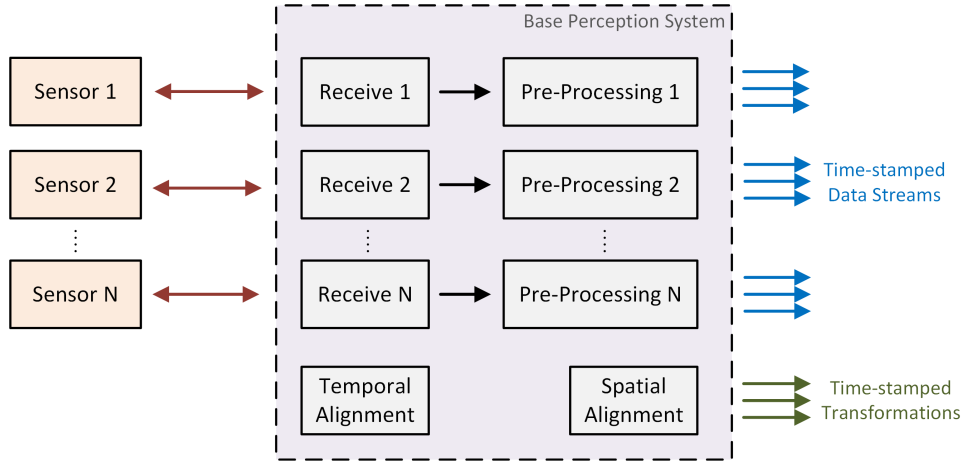 Base Perception System
Sensor 1
Receive 1
Pre-Processing 1
Sensor 2
Receive 2
Pre-Processing 2
Time-stamped
Data Streams
Sensor N
Receive N
Pre-Processing N
Temporal
Alignment
Spatial
Alignment
Time-stamped
Transformations